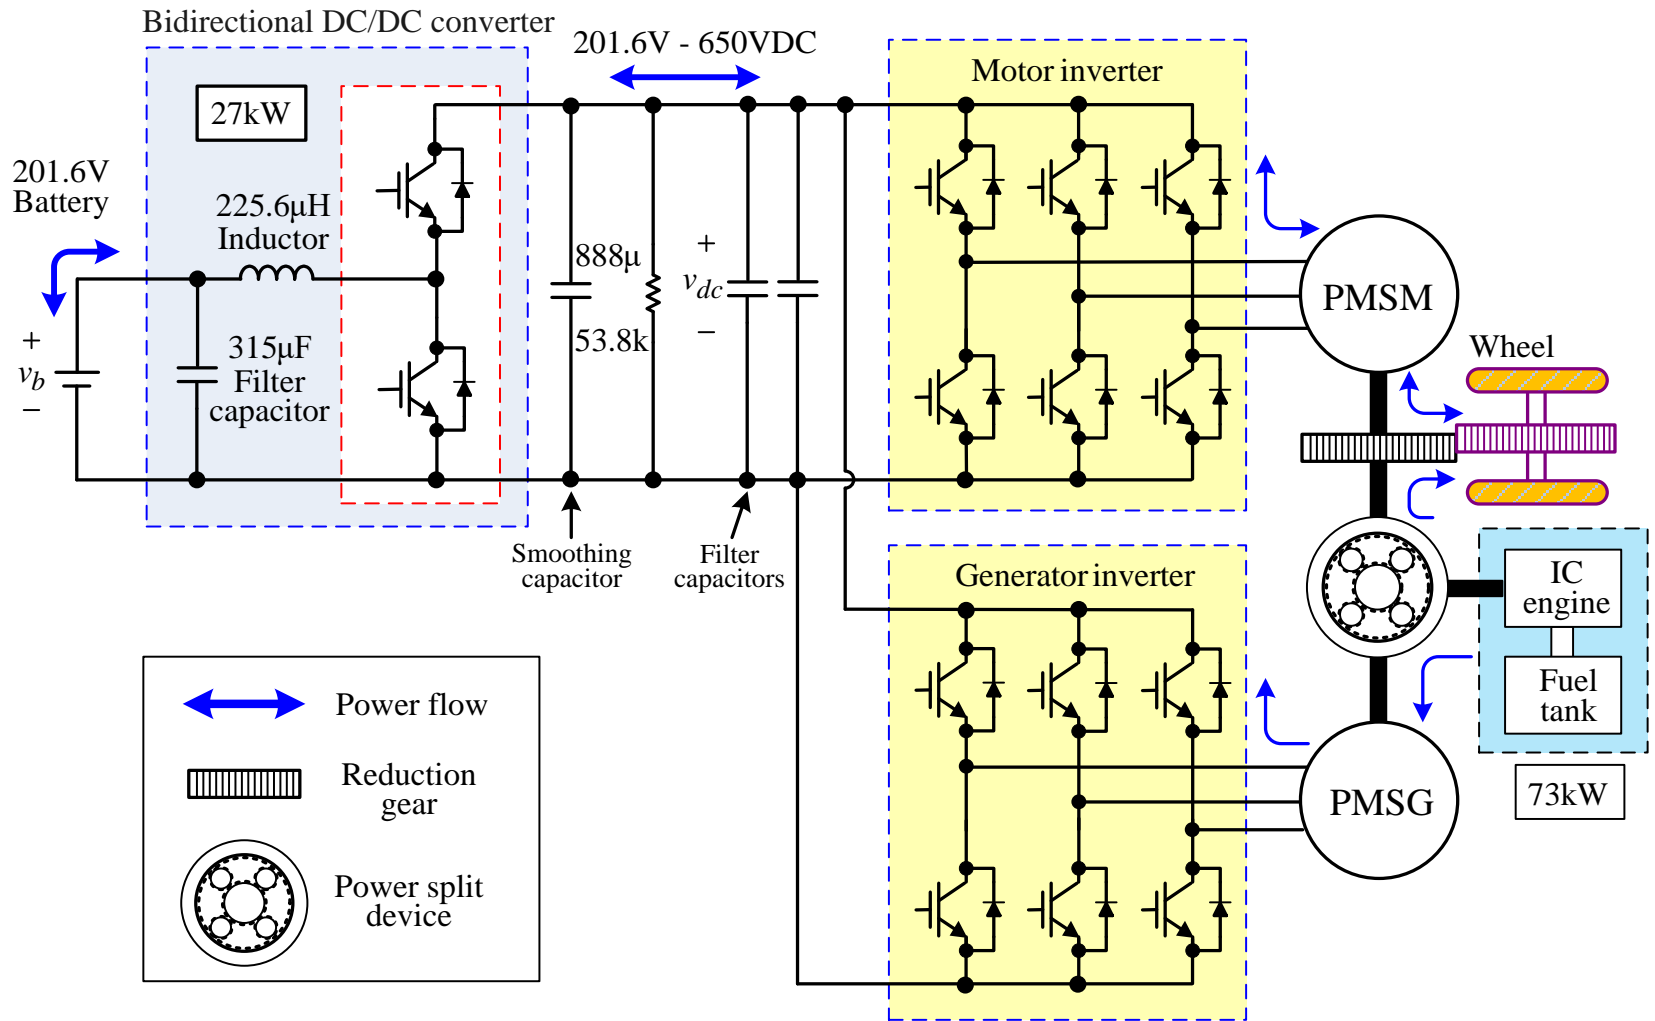 Bidirectional DC/DC converter
201.6V - 650VDC
Motor inverter
27kW
201.6V
Battery
225.6µH
Inductor
888µ
+
v_dc
−
53.8k
PMSM
+
v_b
−
315µF
Filter
capacitor
Wheel
Smoothing
capacitor
Filter
capacitors
Generator inverter
IC
engine
Fuel
tank
Power flow
Reduction
gear
PMSG
73kW
Power split
device